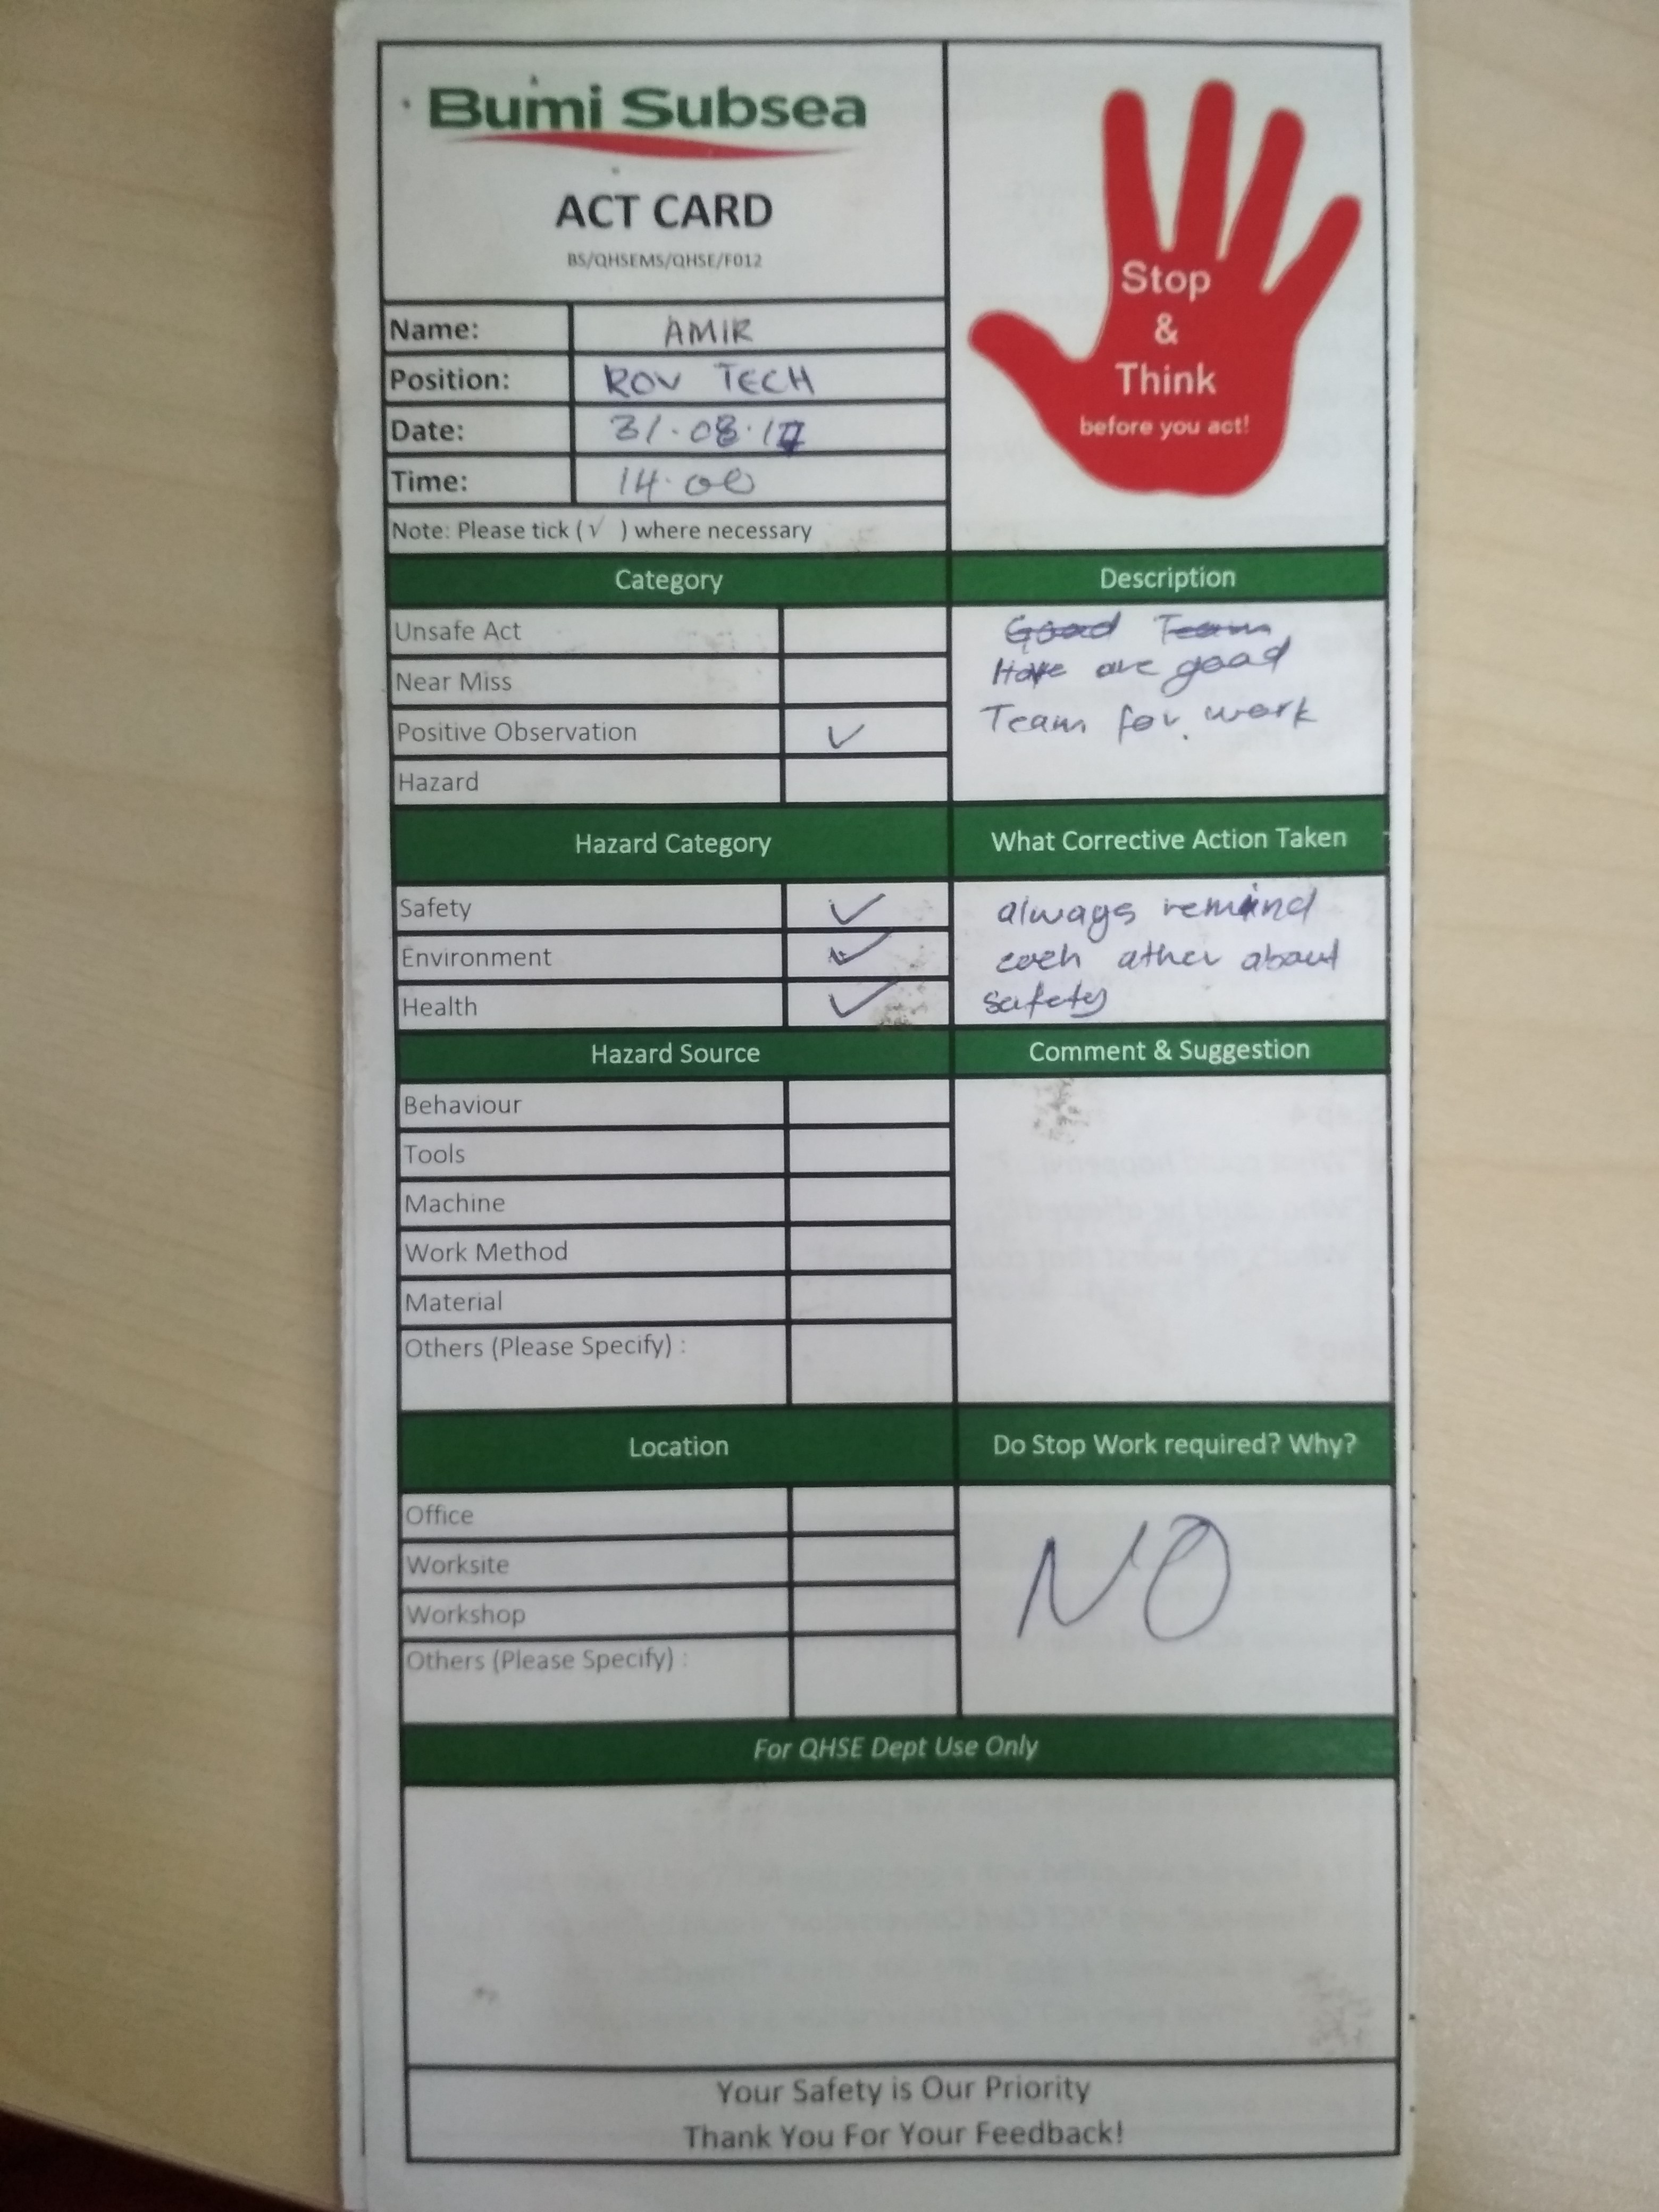 Bumi Subsea
ACT CARD
BS/QHSEMS/QHSE/F012
Stop
&
Think
before you act!
Name: AMIR
Position: ROV TECH
Date: 31.08.17
Time: 14.00
Note: Please tick (√ ) where necessary
Category
Unsafe Act
Near Miss
Positive Observation ✓
Hazard
Description
Good Team
Have are good
Team for work
Hazard Category
Safety ✓
Environment ✓
Health ✓
What Corrective Action Taken
always remind
each ather about
safety
Hazard Source
Behaviour
Tools
Machine
Work Method
Material
Others (Please Specify) :
Comment & Suggestion
Location
Office
Worksite
Workshop
Others (Please Specify) :
Do Stop Work required? Why?
NO
For QHSE Dept Use Only
Your Safety is Our Priority
Thank You For Your Feedback!